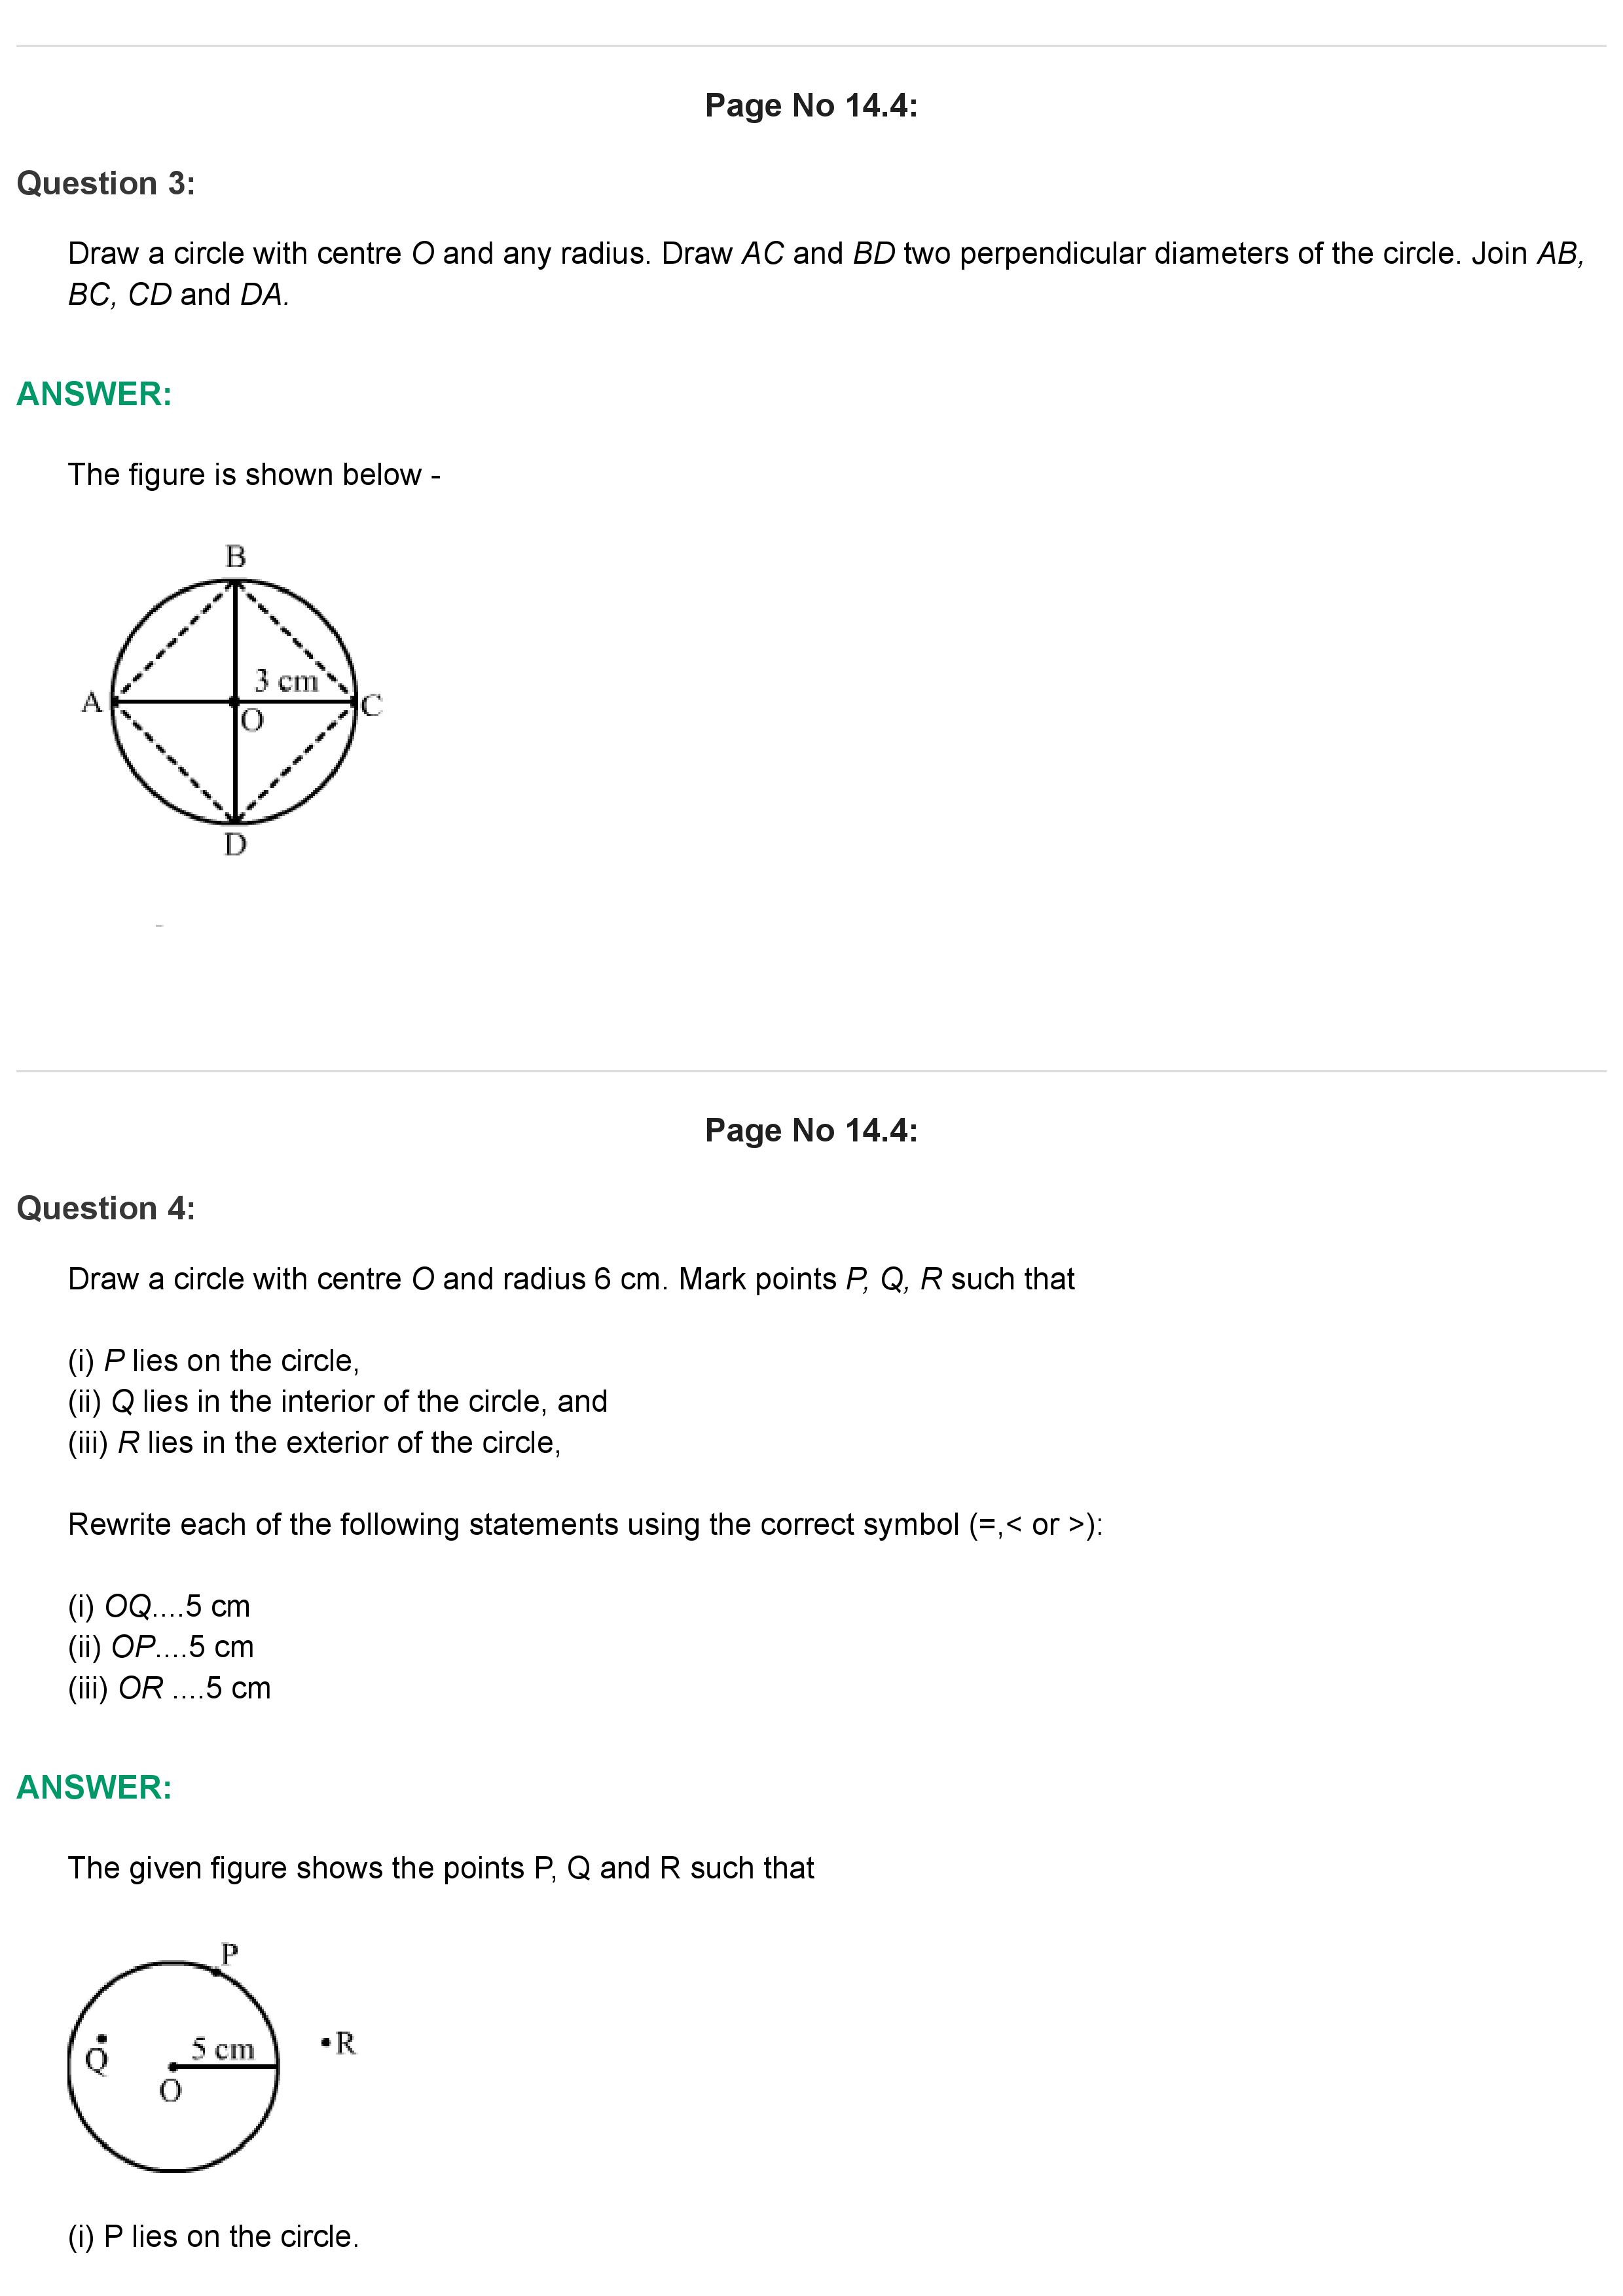 Page No 14.4:
Question 3:
Draw a circle with centre O and any radius. Draw AC and BD two perpendicular diameters of the circle. Join AB,
BC, CD and DA.
ANSWER:
The figure is shown below -
B
3 cm
A
C
O
D
Page No 14.4:
Question 4:
Draw a circle with centre O and radius 6 cm. Mark points P, Q, R such that
(i) P lies on the circle,
(ii) Q lies in the interior of the circle, and
(iii) R lies in the exterior of the circle,
Rewrite each of the following statements using the correct symbol (=,< or >):
(i) OQ....5 cm
(ii) OP....5 cm
(iii) OR ....5 cm
ANSWER:
The given figure shows the points P, Q and R such that
P
R
5 cm
Q
O
(i) P lies on the circle.